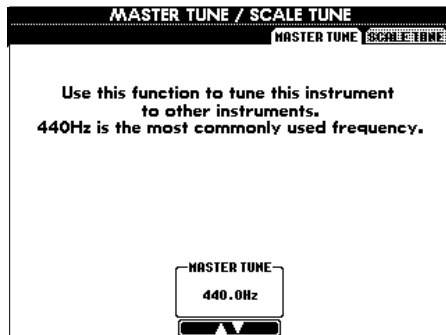 MASTER TUNE / SCALE TUNE
MASTER TUNE SCALE TUNE
Use this function to tune this instrument
to other instruments.
440Hz is the most commonly used frequency.
MASTER TUNE
440.0Hz